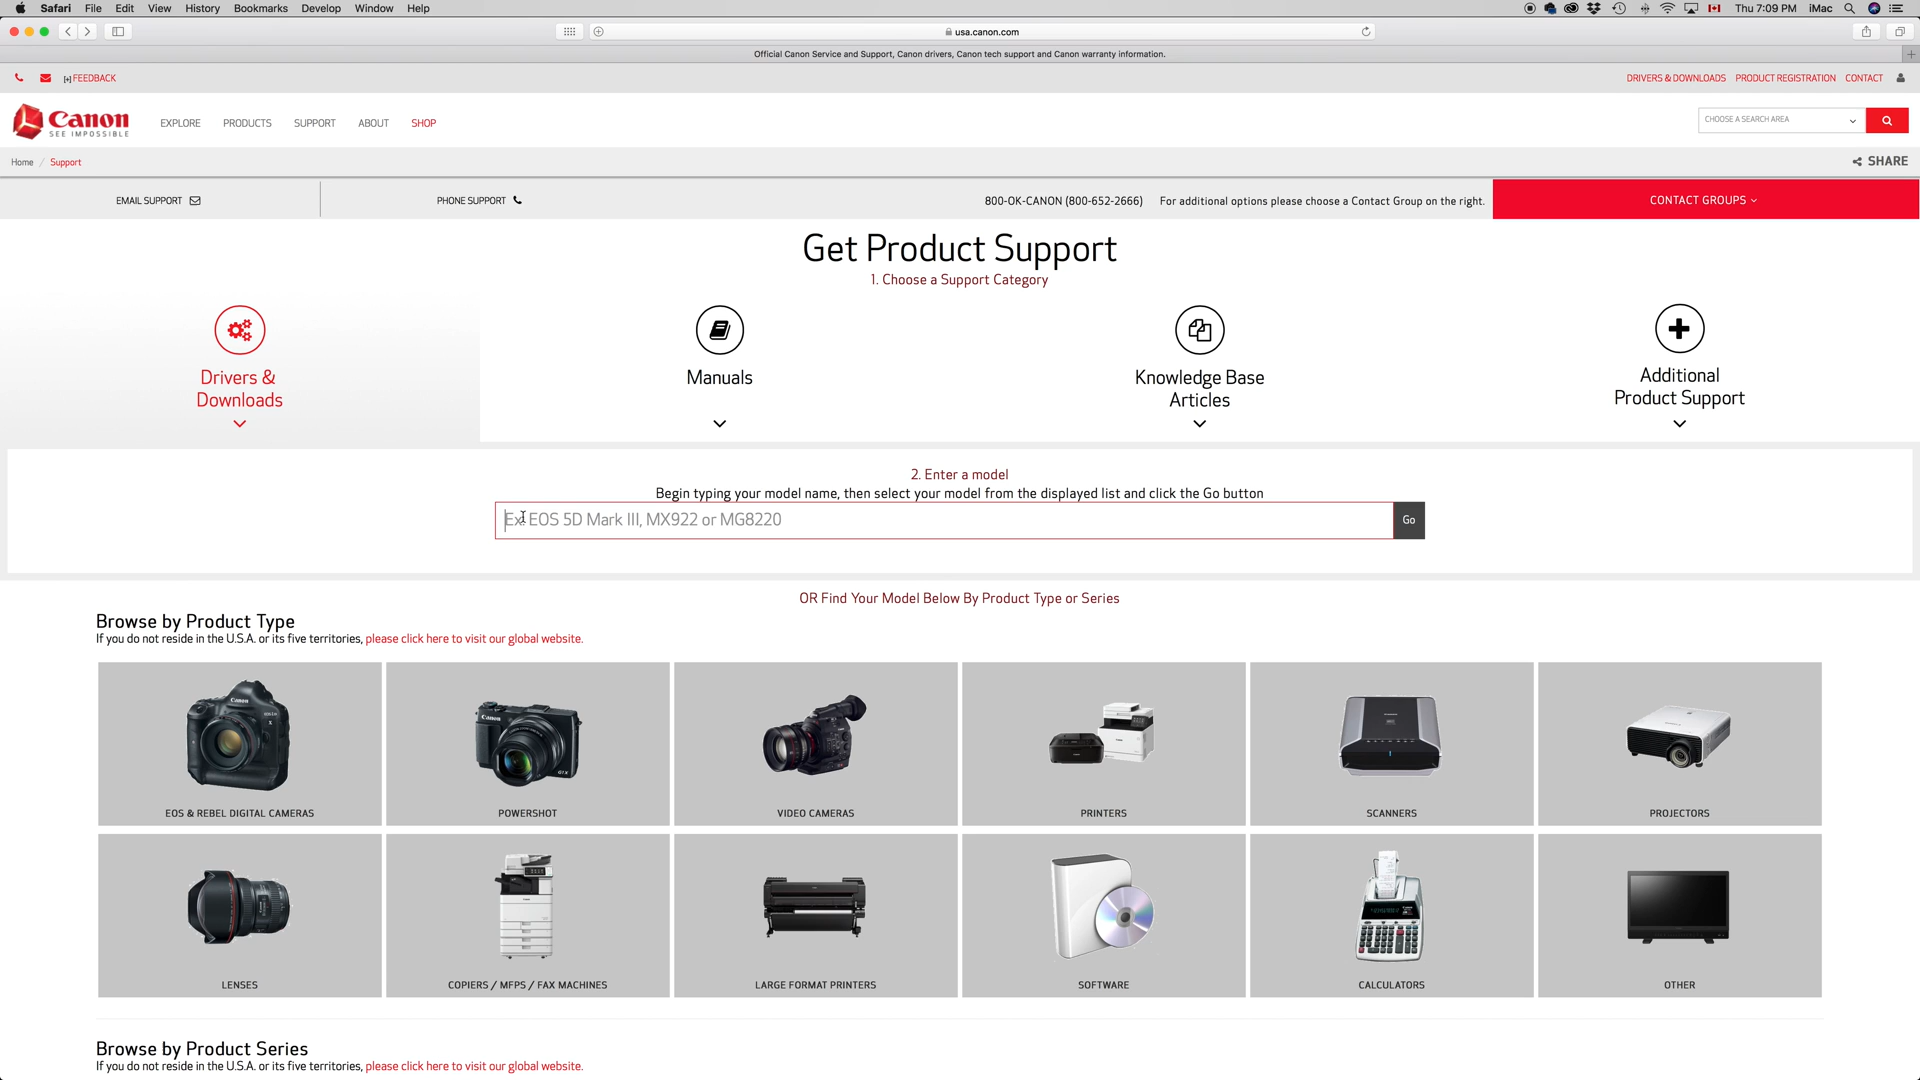 Safari File Edit View History Bookmarks Develop Window Help
Thu 7:09 PM iMac
usa.canon.com
Official Canon Service and Support, Canon drivers, Canon tech support and Canon warranty information.
[+] FEEDBACK
DRIVERS & DOWNLOADS PRODUCT REGISTRATION CONTACT
Canon
SEE IMPOSSIBLE
EXPLORE PRODUCTS SUPPORT ABOUT SHOP
CHOOSE A SEARCH AREA
Home / Support
SHARE
EMAIL SUPPORT
PHONE SUPPORT
800-OK-CANON (800-652-2666) For additional options please choose a Contact Group on the right.
CONTACT GROUPS
Get Product Support
1. Choose a Support Category
Drivers &
Downloads
Manuals
Knowledge Base
Articles
Additional
Product Support
2. Enter a model
Begin typing your model name, then select your model from the displayed list and click the Go button
Ex: EOS 5D Mark III, MX922 or MG8220
Go
OR Find Your Model Below By Product Type or Series
Browse by Product Type
If you do not reside in the U.S.A. or its five territories, please click here to visit our global website.
EOS & REBEL DIGITAL CAMERAS
POWERSHOT
VIDEO CAMERAS
PRINTERS
SCANNERS
PROJECTORS
LENSES
COPIERS / MFPS / FAX MACHINES
LARGE FORMAT PRINTERS
SOFTWARE
CALCULATORS
OTHER
Browse by Product Series
If you do not reside in the U.S.A. or its five territories, please click here to visit our global website.